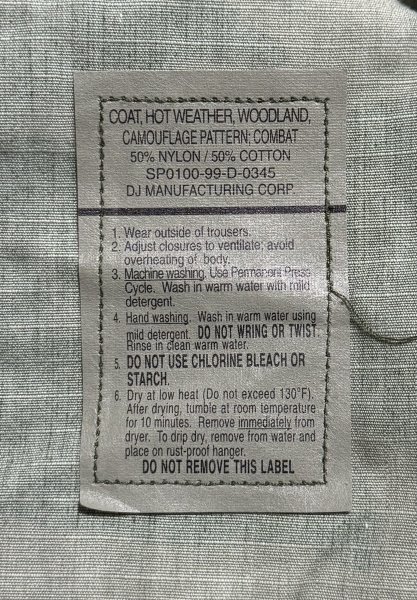 COAT, HOT WEATHER, WOODLAND,
CAMOUFLAGE PATTERN; COMBAT
50% NYLON / 50% COTTON
SP0100-99-D-0345
DJ MANUFACTURING CORP.
1. Wear outside of trousers.
2. Adjust closures to ventilate; avoid
overheating of body.
3. Machine washing. Use Permanent Press
Cycle. Wash in warm water with mild
detergent.
4. Hand washing. Wash in warm water using
mild detergent. DO NOT WRING OR TWIST.
Rinse in clean warm water.
5. DO NOT USE CHLORINE BLEACH OR
STARCH.
6. Dry at low heat (Do not exceed 130°F).
After drying, tumble at room temperature
for 10 minutes. Remove immediately from
dryer. To drip dry, remove from water and
place on rust-proof hanger.
DO NOT REMOVE THIS LABEL